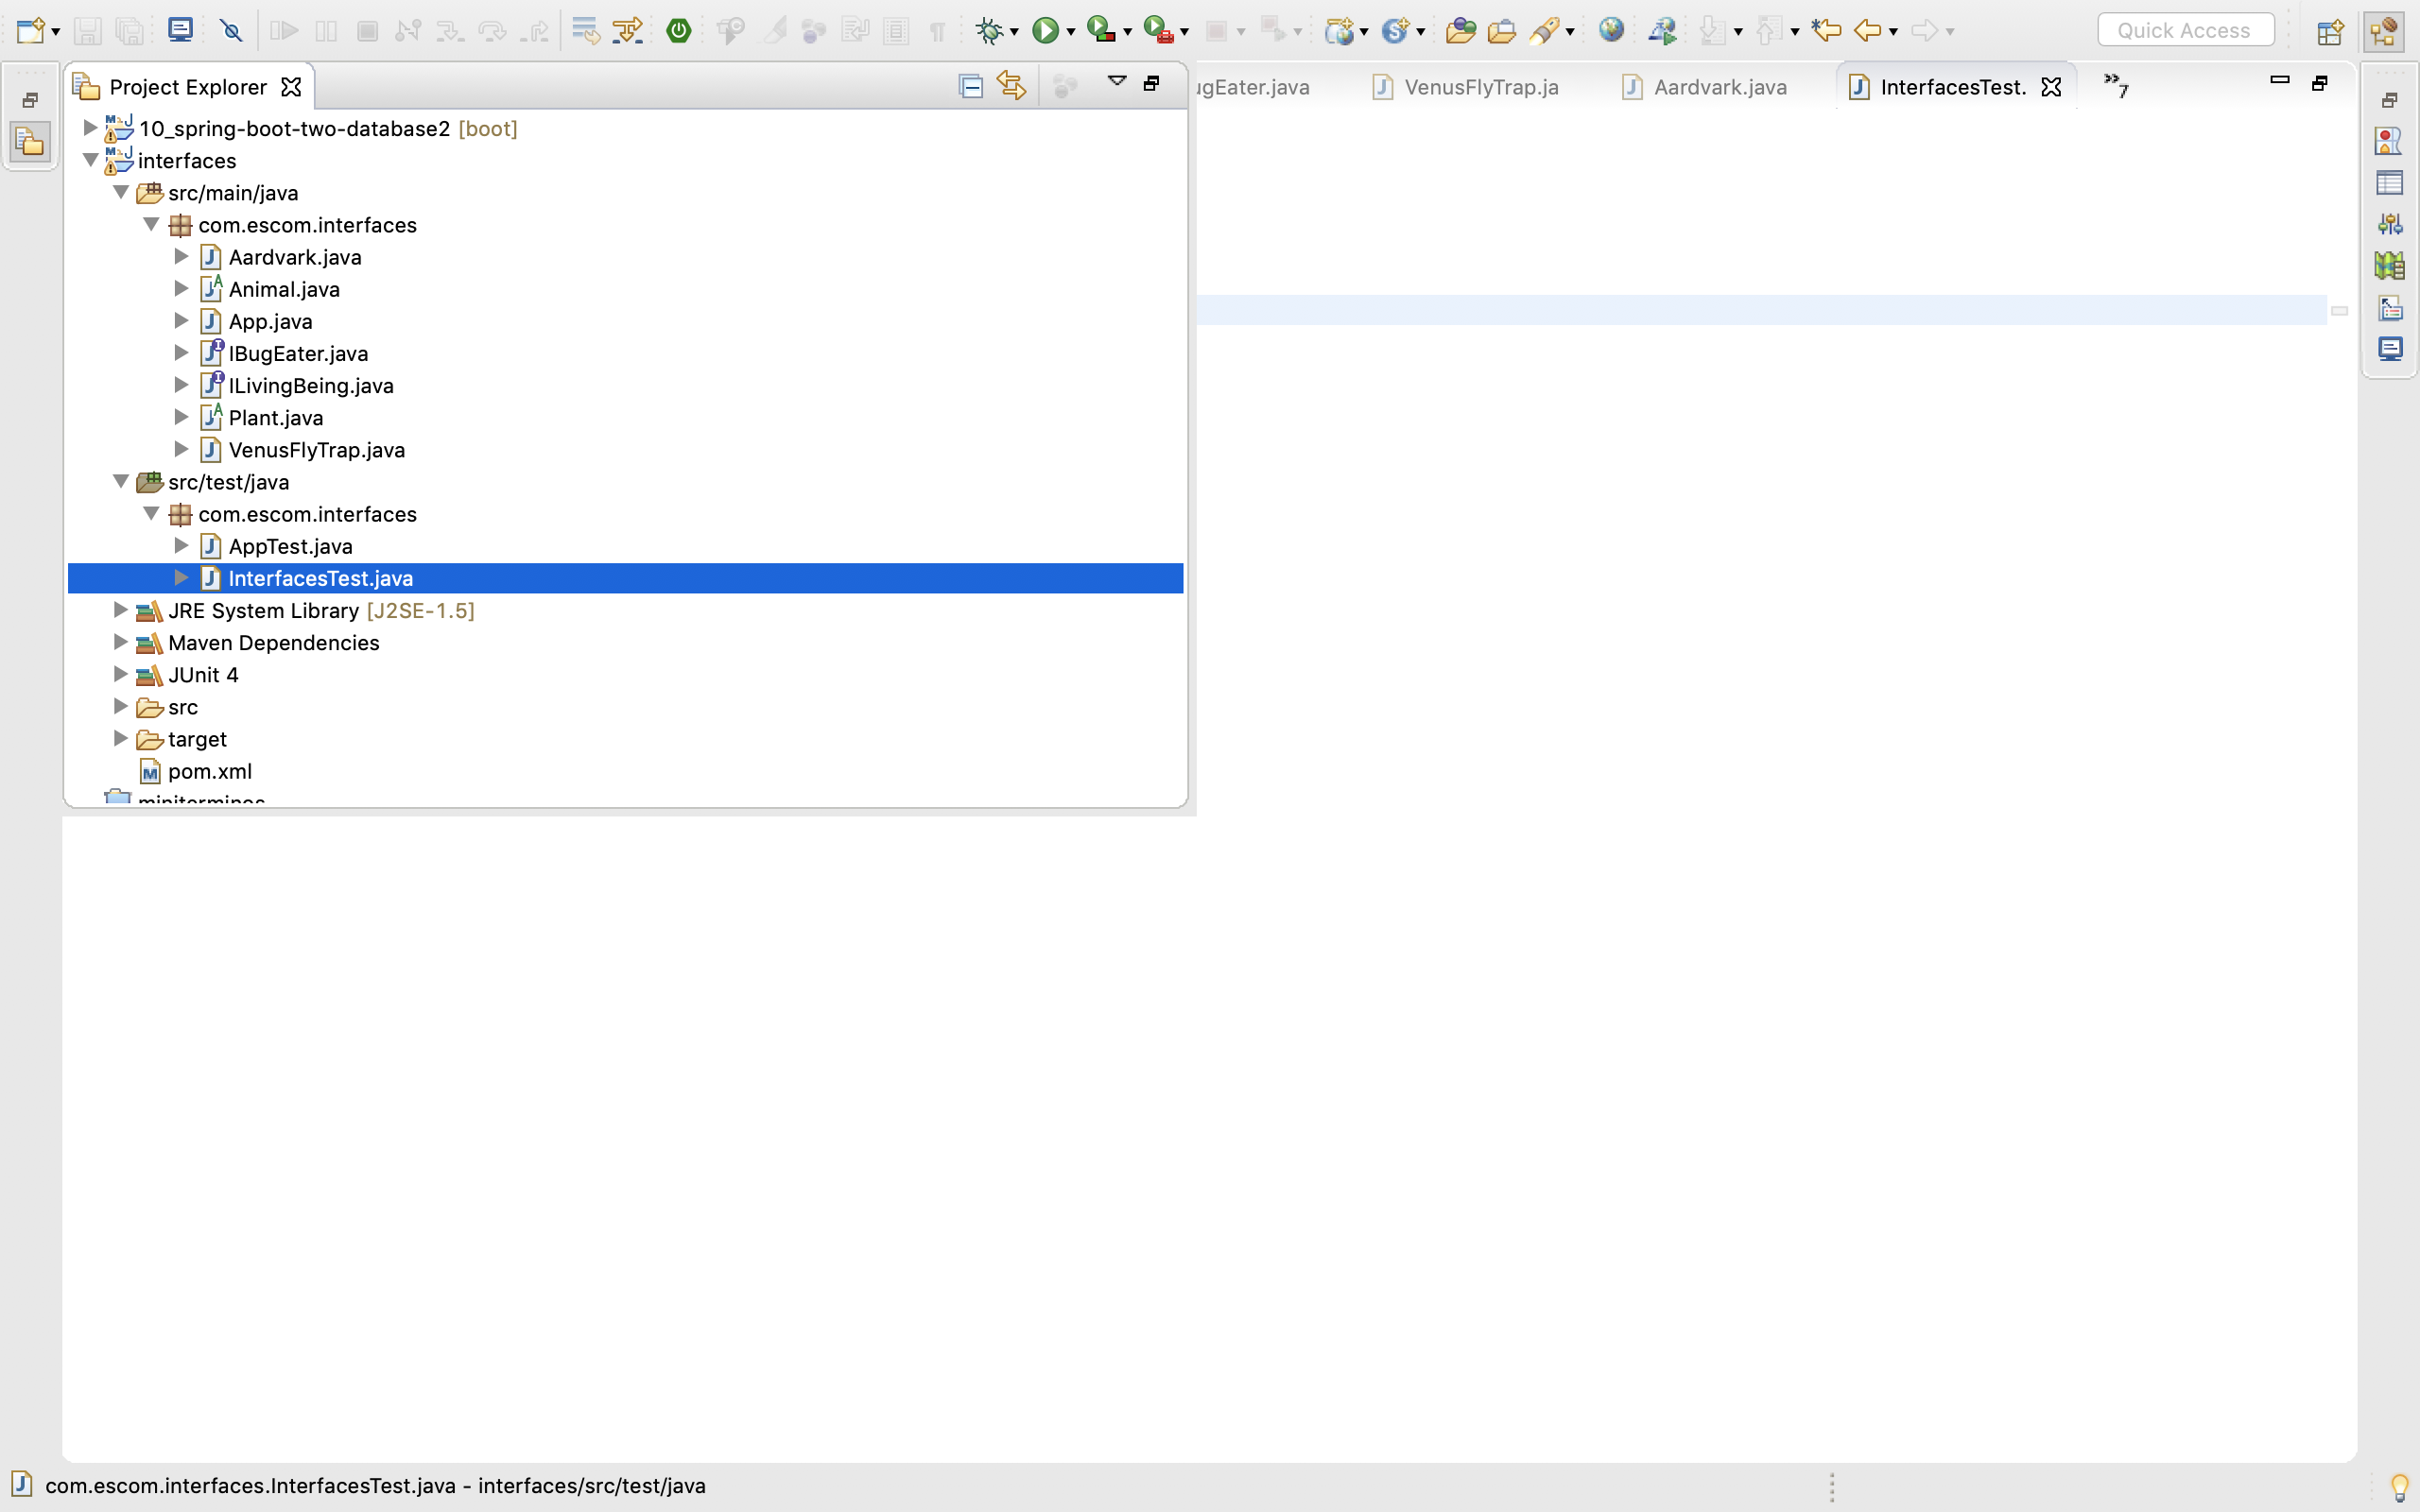 Quick Access
Project Explorer
ugEater.java
VenusFlyTrap.ja
Aardvark.java
InterfacesTest.
»7
10_spring-boot-two-database2 [boot]
interfaces
src/main/java
com.escom.interfaces
Aardvark.java
Animal.java
App.java
IBugEater.java
ILivingBeing.java
Plant.java
VenusFlyTrap.java
src/test/java
com.escom.interfaces
AppTest.java
InterfacesTest.java
JRE System Library [J2SE-1.5]
Maven Dependencies
JUnit 4
src
target
pom.xml
com.escom.interfaces.InterfacesTest.java - interfaces/src/test/java